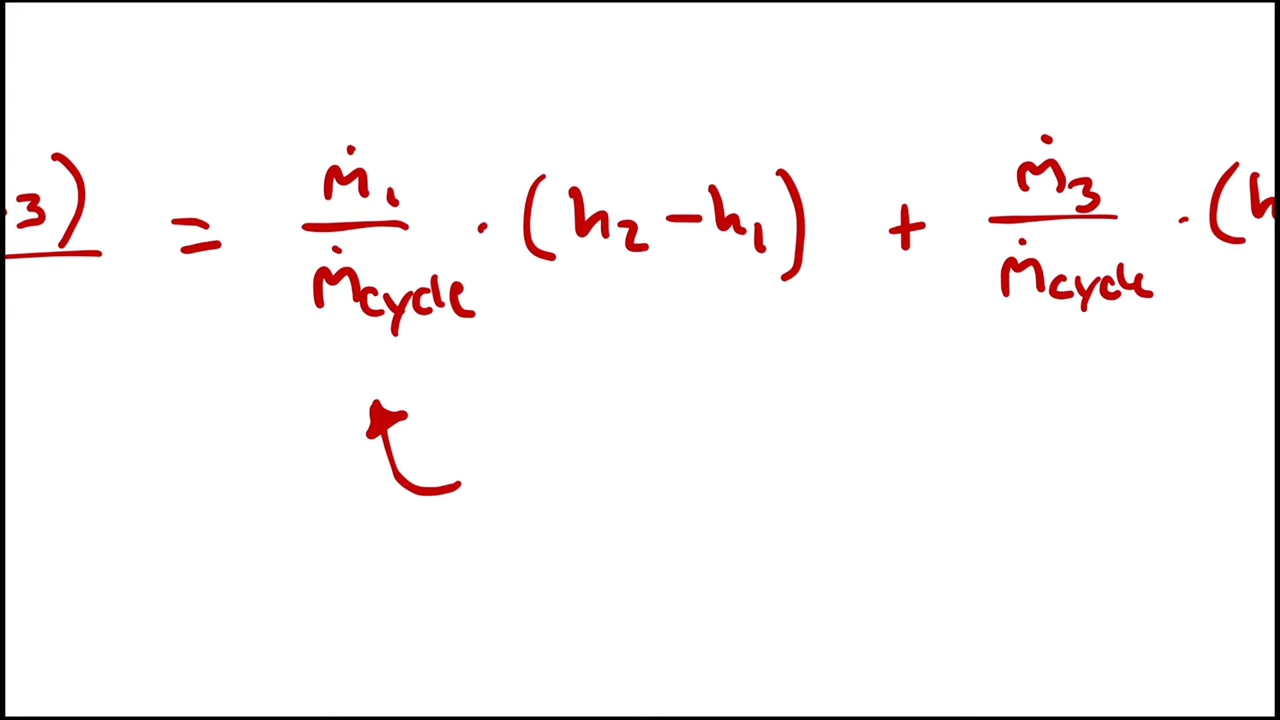 3) = ṁ₁/ṁcycle · (h₂ − h₁) + ṁ₃/ṁcycle · (h